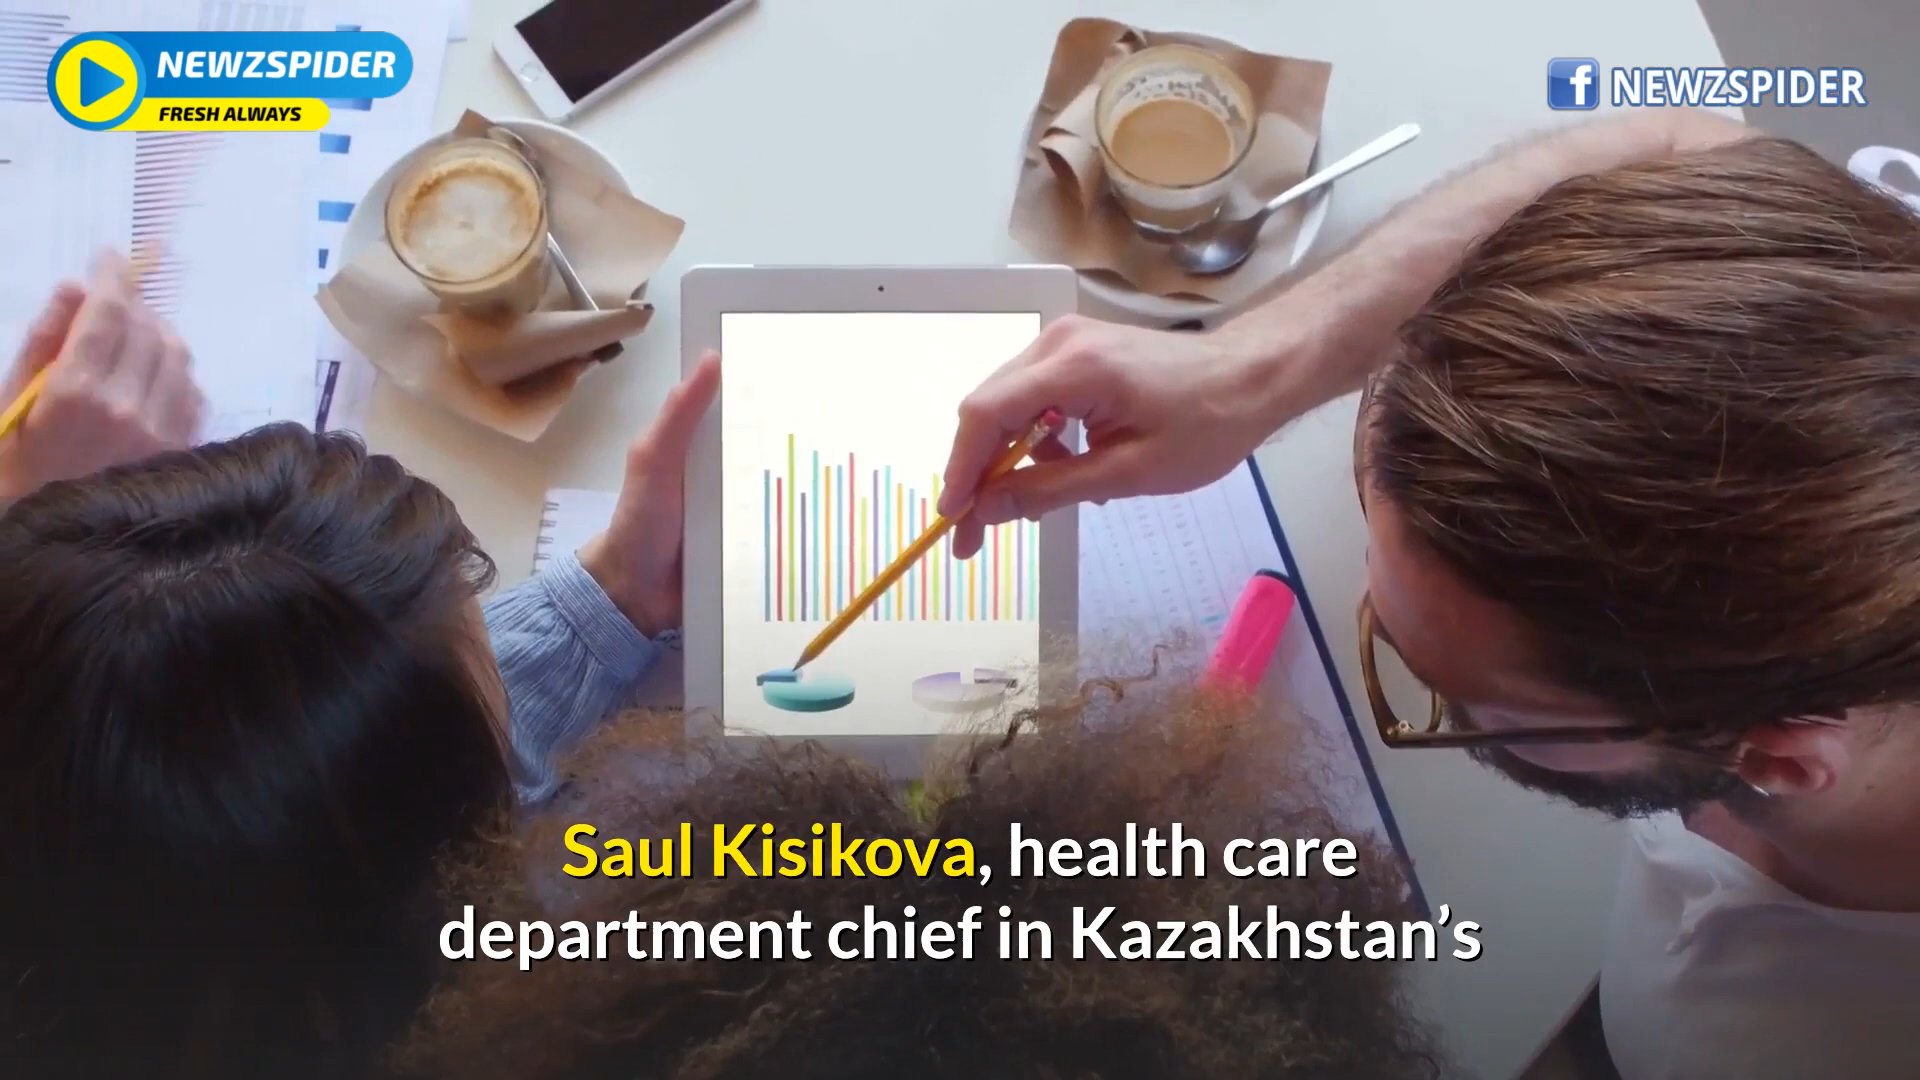 NEWZSPIDER
FRESH ALWAYS
f NEWZSPIDER
Saul Kisikova, health care
department chief in Kazakhstan’s